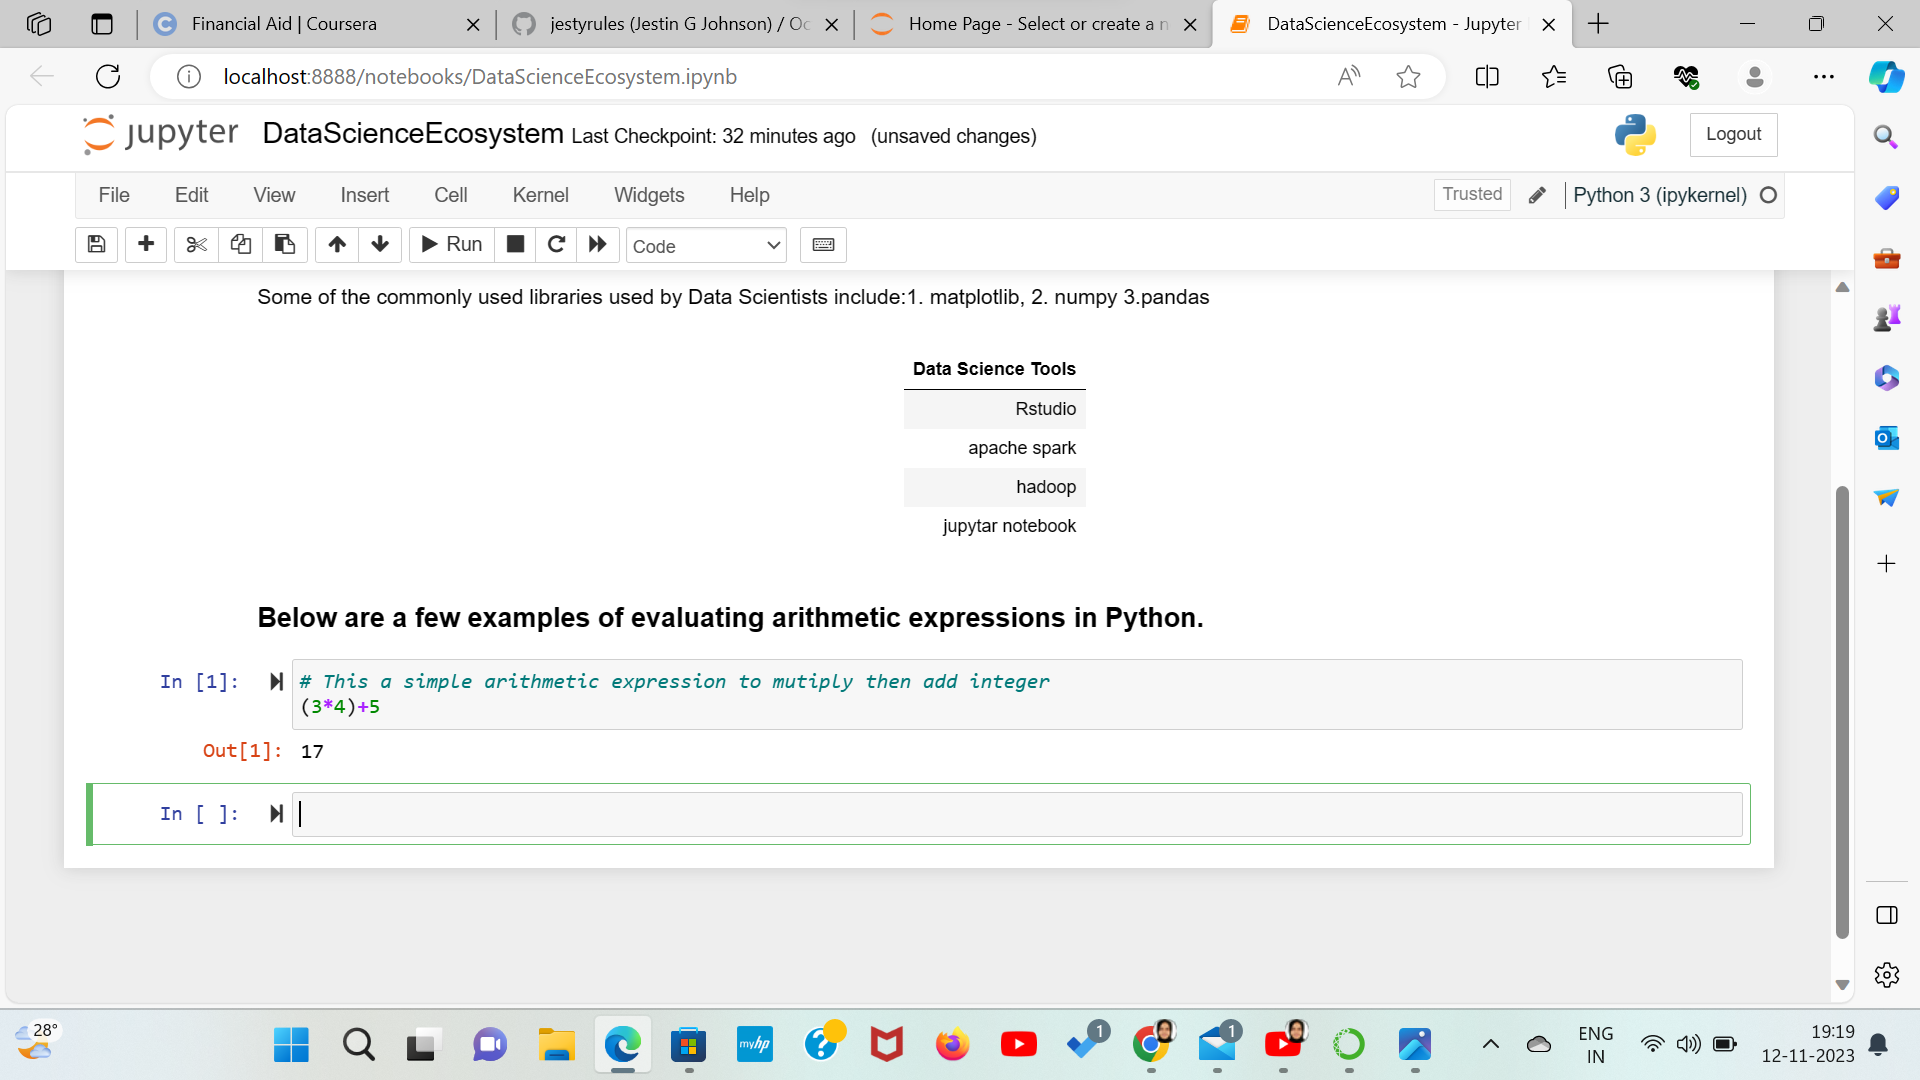 Financial Aid | Coursera
jestyrules (Jestin G Johnson) / Oc
Home Page - Select or create a n
DataScienceEcosystem - Jupyter
localhost:8888/notebooks/DataScienceEcosystem.ipynb
jupyter DataScienceEcosystem Last Checkpoint: 32 minutes ago (unsaved changes)
Logout
File Edit View Insert Cell Kernel Widgets Help
Trusted
Python 3 (ipykernel)
Run
Code
Some of the commonly used libraries used by Data Scientists include:1. matplotlib, 2. numpy 3.pandas
Data Science Tools
Rstudio
apache spark
hadoop
jupytar notebook
Below are a few examples of evaluating arithmetic expressions in Python.
In [1]: # This a simple arithmetic expression to mutiply then add integer
(3*4)+5
Out[1]: 17
In [ ]:
28°
myhp
1
1
ENG
IN
19:19
12-11-2023